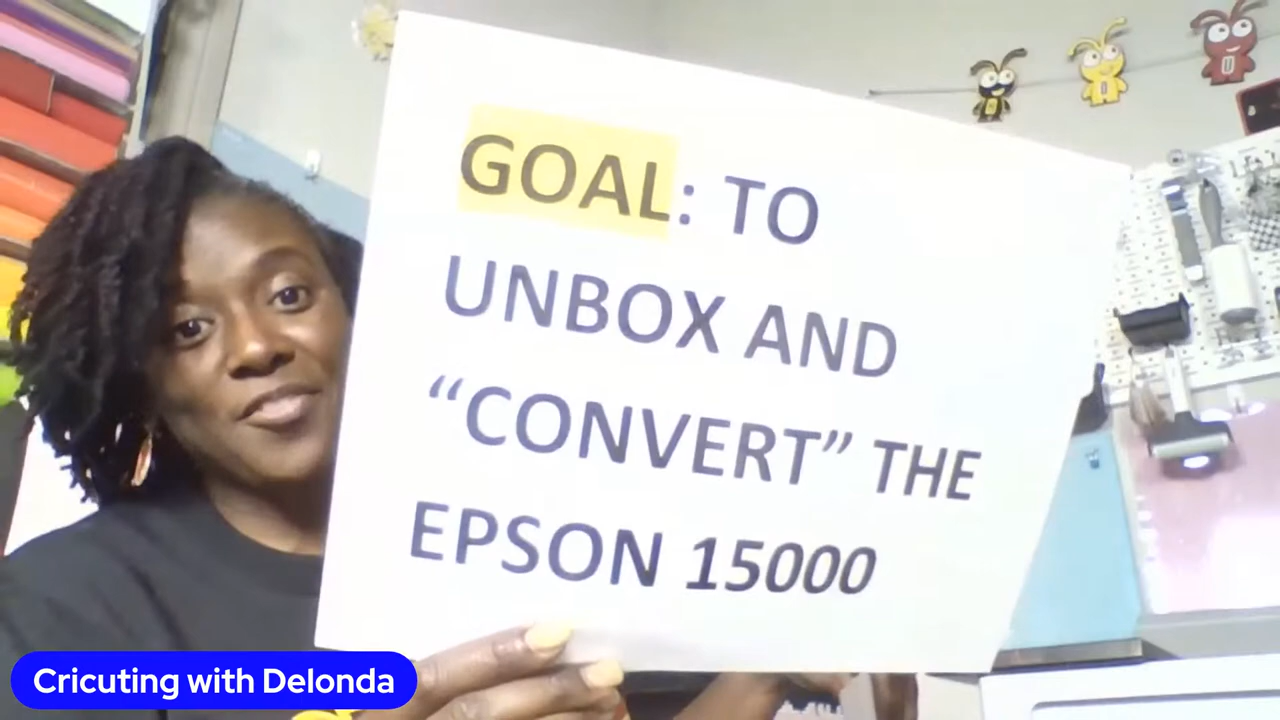 GOAL: TO
UNBOX AND
“CONVERT” THE
EPSON 15000
Cricuting with Delonda